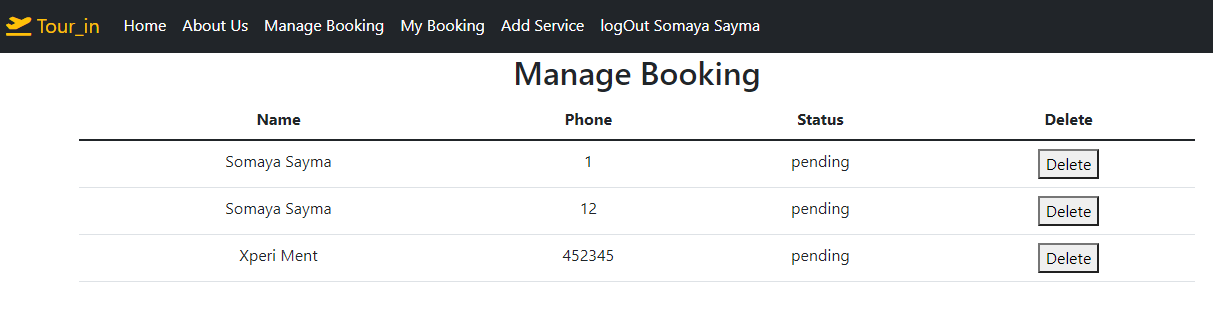 Tour_in Home About Us Manage Booking My Booking Add Service logOut Somaya Sayma
Manage Booking
Name Phone Status Delete
Somaya Sayma 1 pending Delete
Somaya Sayma 12 pending Delete
Xperi Ment 452345 pending Delete